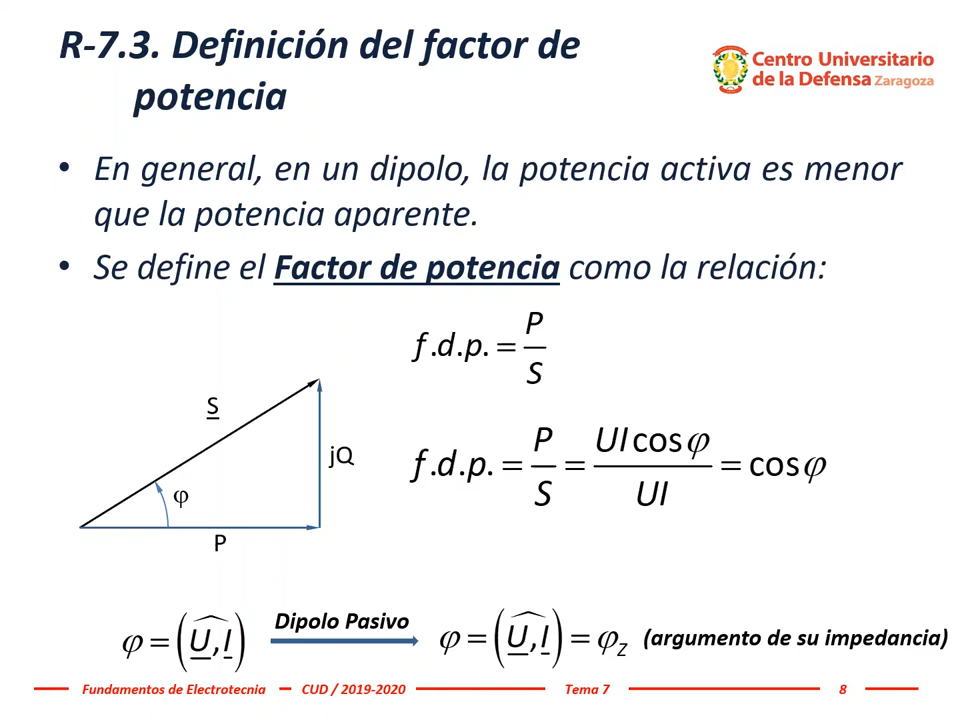 R-7.3. Definición del factor de
potencia
Centro Universitario
de la Defensa Zaragoza
• En general, en un dipolo, la potencia activa es menor
que la potencia aparente.
• Se define el Factor de potencia como la relación:
f.d.p. = P/S
S
jQ
φ
P
f.d.p. = P/S = UI cos φ / UI = cos φ
φ = (U,I)
Dipolo Pasivo
φ = (U,I) = φZ (argumento de su impedancia)
Fundamentos de Electrotecnia CUD / 2019-2020 Tema 7 8